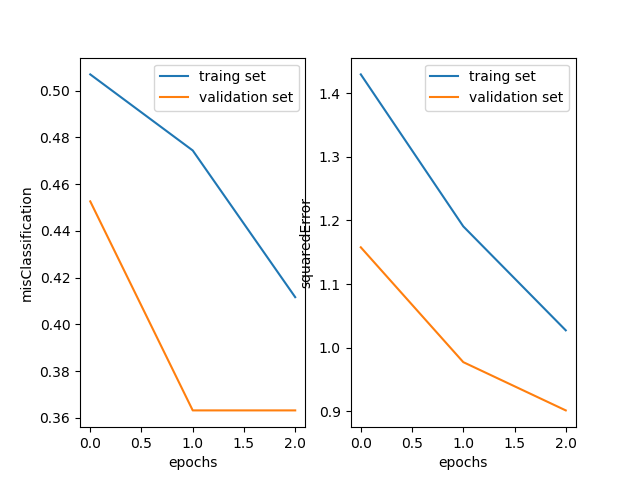 traing set
validation set
misClassification
0.50
0.48
0.46
0.44
0.42
0.40
0.38
0.36
0.0 0.5 1.0 1.5 2.0
epochs
traing set
validation set
squaredError
1.4
1.3
1.2
1.1
1.0
0.9
0.0 0.5 1.0 1.5 2.0
epochs